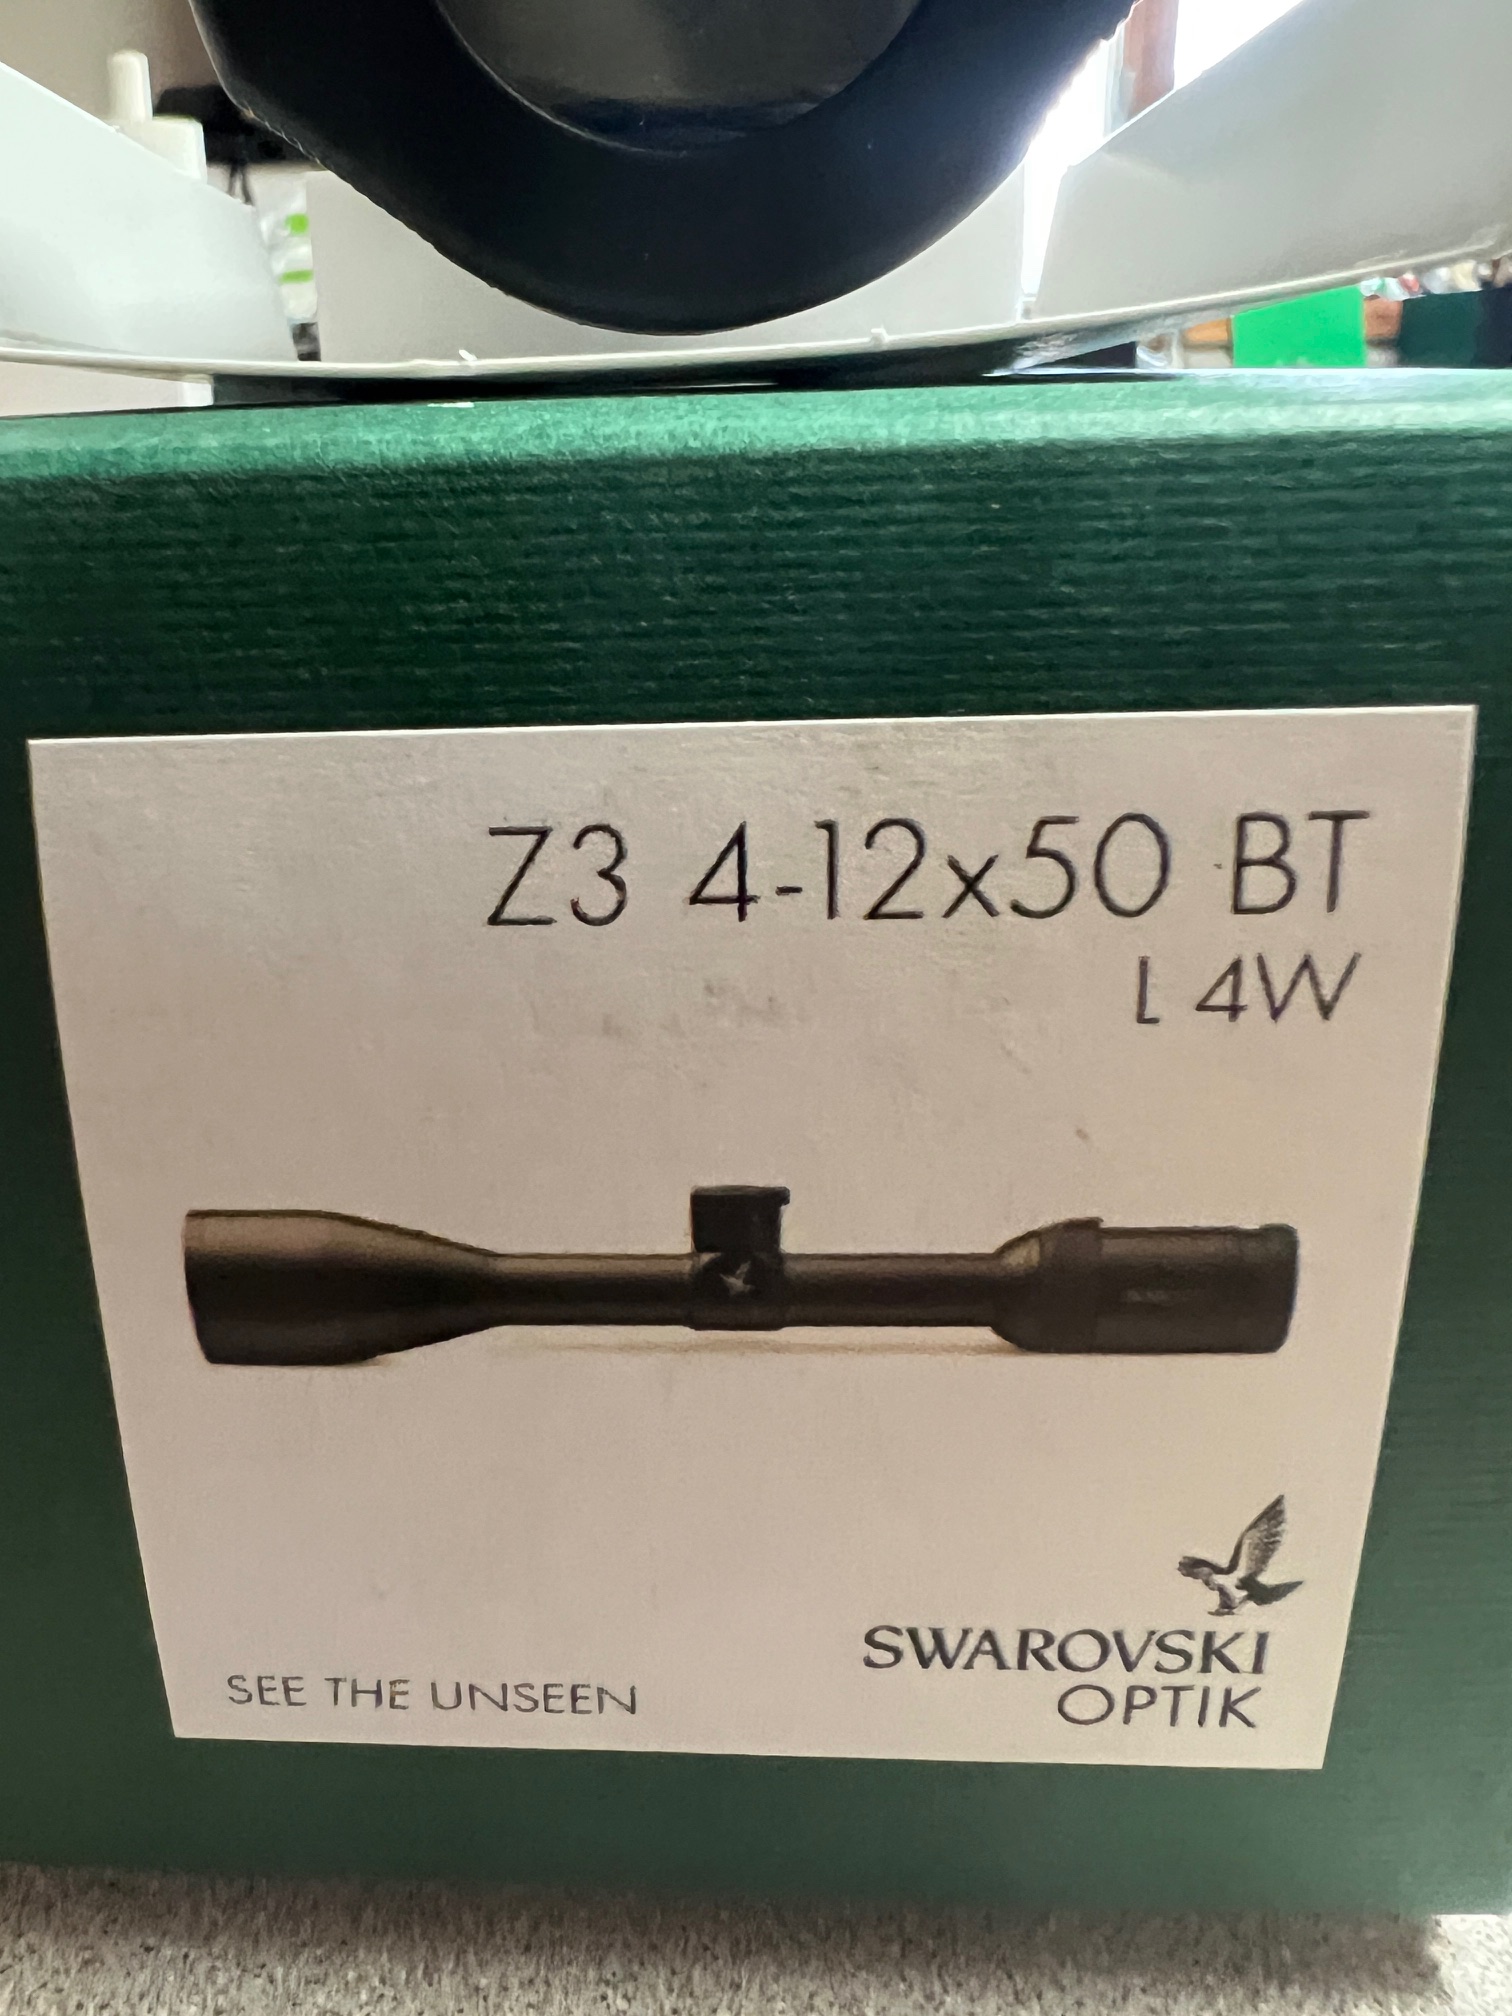 Z3 4-12x50 BT
L 4W
SEE THE UNSEEN
SWAROVSKI
OPTIK